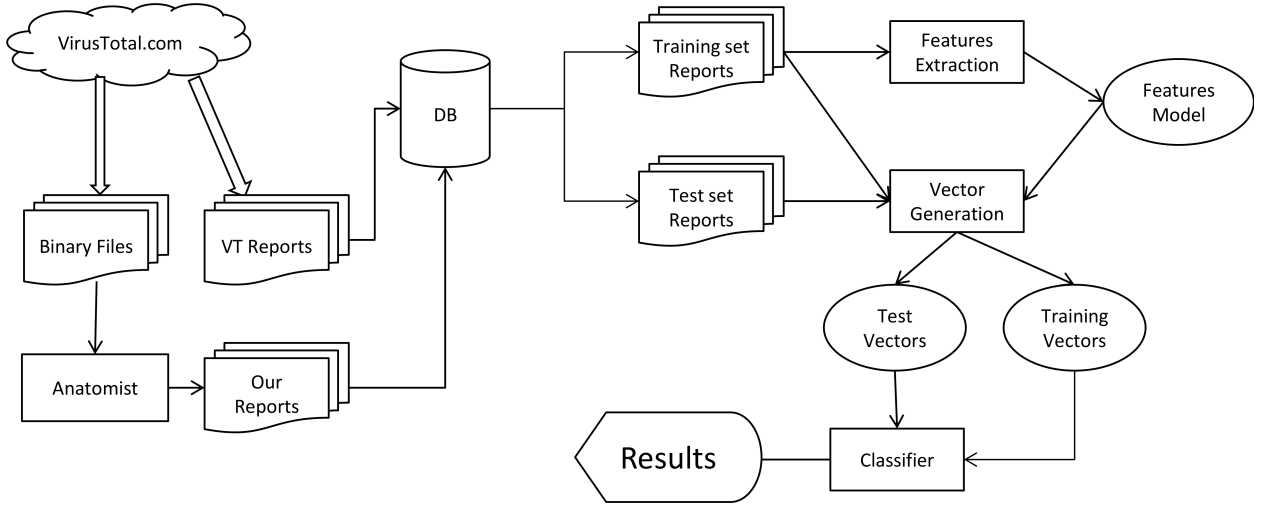 VirusTotal.com
Binary Files
VT Reports
Anatomist
Our
Reports
DB
Training set
Reports
Test set
Reports
Features
Extraction
Features
Model
Vector
Generation
Test
Vectors
Training
Vectors
Classifier
Results